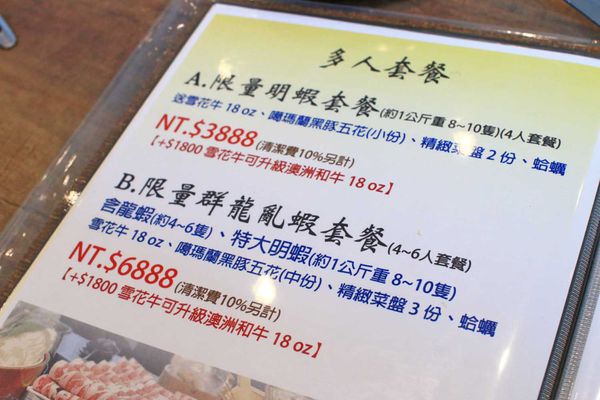 多人套餐
A.限量明蝦套餐(約1公斤重 8~10隻)(4人套餐)
送雪花牛 18 oz、噶瑪蘭黑豚五花(小份)、精緻菜盤 2 份、蛤蠣
NT.$3888(清潔費10%另計)
【+$1800 雪花牛可升級澳洲和牛 18 oz】
B.限量群龍亂蝦套餐(4~6人套餐)
含龍蝦(約4~6隻)、特大明蝦(約1公斤重 8~10隻)
雪花牛 18 oz、噶瑪蘭黑豚五花(中份)、精緻菜盤 3 份、蛤蠣
NT.$6888(清潔費10%另計)
【+$1800 雪花牛可升級澳洲和牛 18 oz】